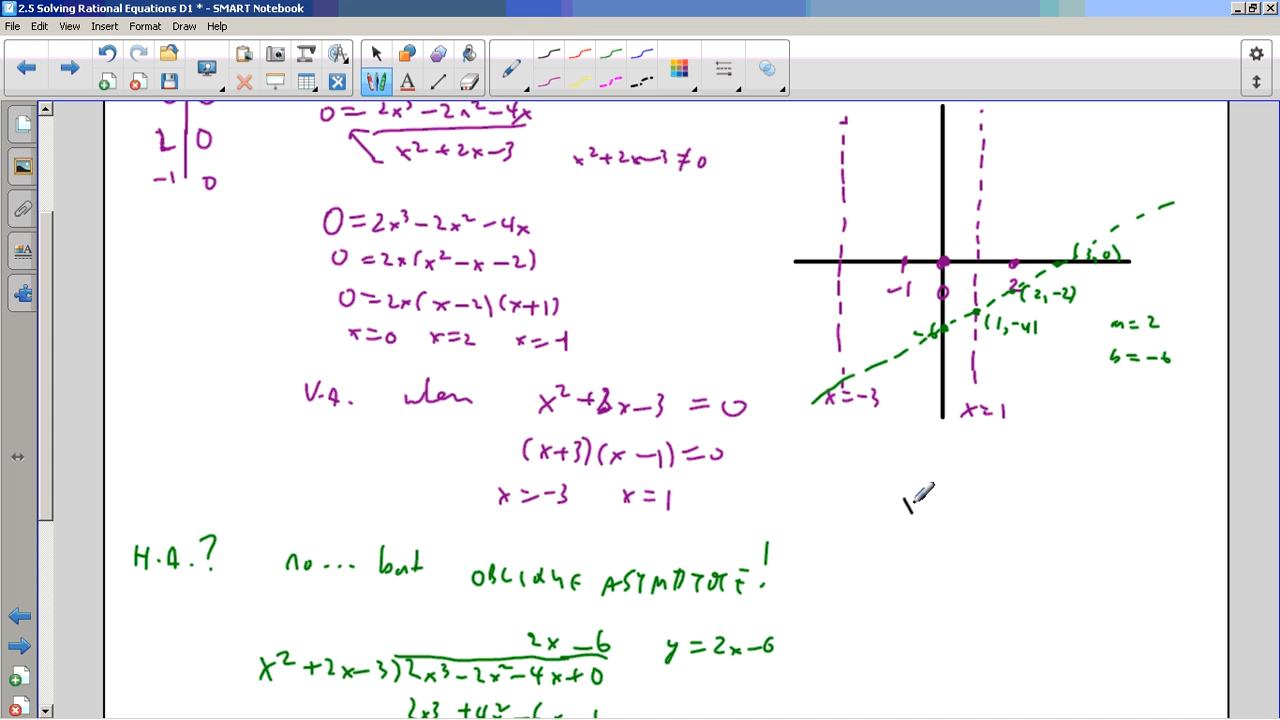 2.5 Solving Rational Equations D1 * - SMART Notebook
File Edit View Insert Format Draw Help
2 | 0
-1 | 0
0 = 2x³ - 2x² - 4x
x² + 2x - 3
x² + 2x - 3 ≠ 0
0 = 2x³ - 2x² - 4x
0 = 2x(x² - x - 2)
0 = 2x(x - 2)(x + 1)
x = 0 x = 2 x = -1
V.A. when x² + 2x - 3 = 0
(x + 3)(x - 1) = 0
x = -3 x = 1
(3, 0)
-1 0 2 (2, -2)
-6 (1, -4)
m = 2
b = -6
x = -3 x = 1
H.A.? no... but OBLIQUE ASYMPTOTE!
2x - 6 y = 2x - 6
x² + 2x - 3 ) 2x³ - 2x² - 4x + 0